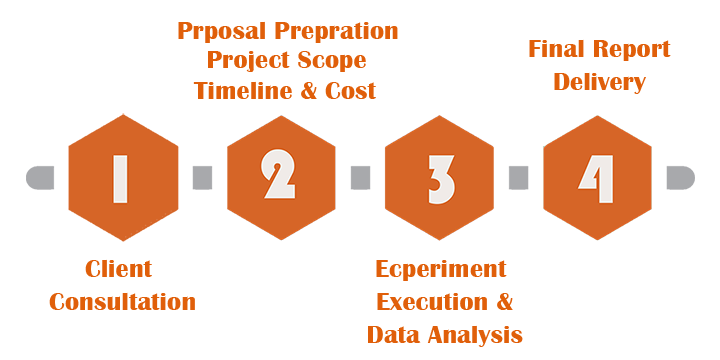 1
Client
Consultation
2
Prposal Prepration
Project Scope
Timeline & Cost
3
Ecperiment
Execution &
Data Analysis
4
Final Report
Delivery